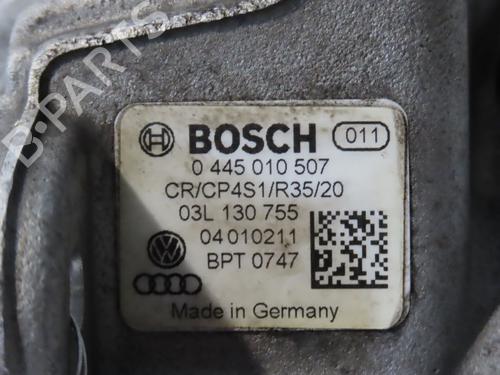 B-PARTS
BOSCH 011
0 445 010 507
CR/CP4S1/R35/20
03L 130 755
04010211
BPT 0747
Made in Germany